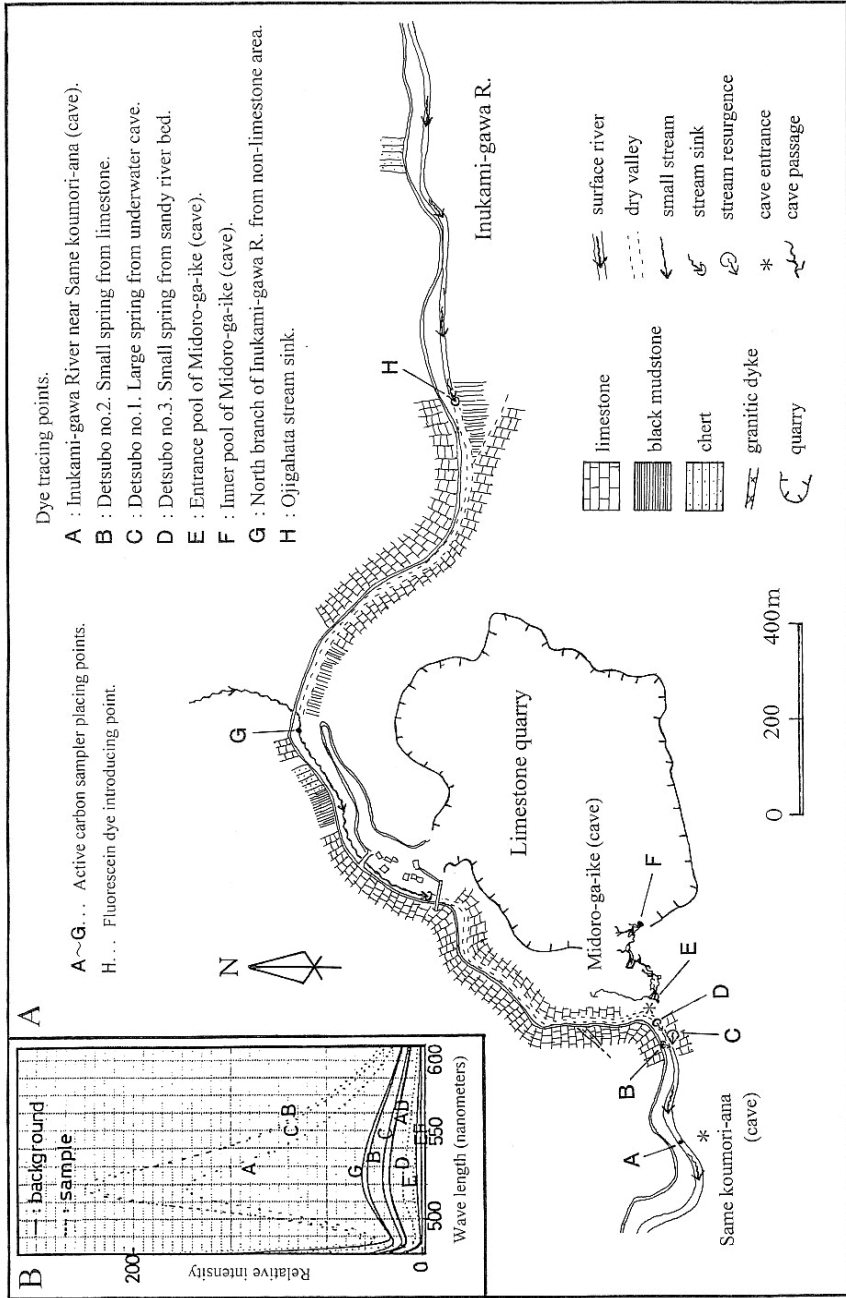 A
Dye tracing points.
A~G... Active carbon sampler placing points.
H... Fluorescein dye introducing point.
A : Inukami-gawa River near Same koumori-ana (cave).
B : Detsubo no.2. Small spring from limestone.
C : Detsubo no.1. Large spring from underwater cave.
D : Detsubo no.3. Small spring from sandy river bed.
E : Entrance pool of Midoro-ga-ike (cave).
F : Inner pool of Midoro-ga-ike (cave).
G : North branch of Inukami-gawa R. from non-limestone area.
H : Ojigahata stream sink.
B
— : background
---- : sample
200
0
Relative intensity
500
550
600
Wave length (nanometers)
A
C
B
G
B
C
D
AD
E
N
G
H
Inukami-gawa R.
Limestone quarry
Midoro-ga-ike (cave)
F
E
D
C
B
A
Same koumori-ana
(cave)
0
200
400m
limestone
black mudstone
chert
granitic dyke
quarry
surface river
dry valley
small stream
stream sink
stream resurgence
cave entrance
cave passage